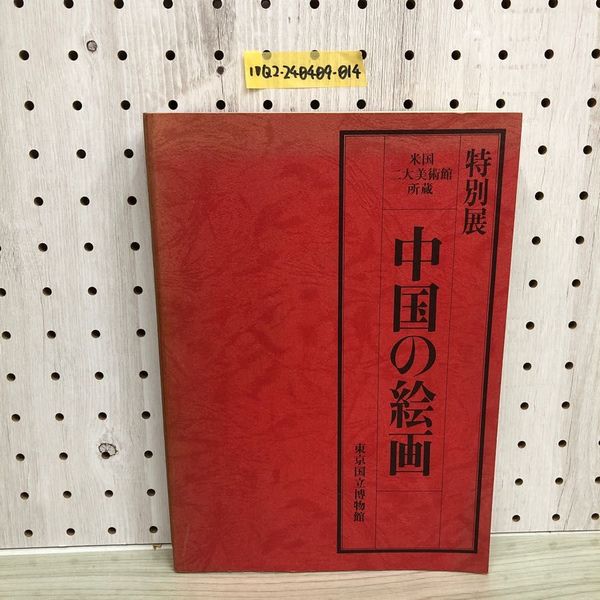 1VQ2-240409-014
特別展
米国
二大美術館
所蔵
中国の絵画
東京国立博物館